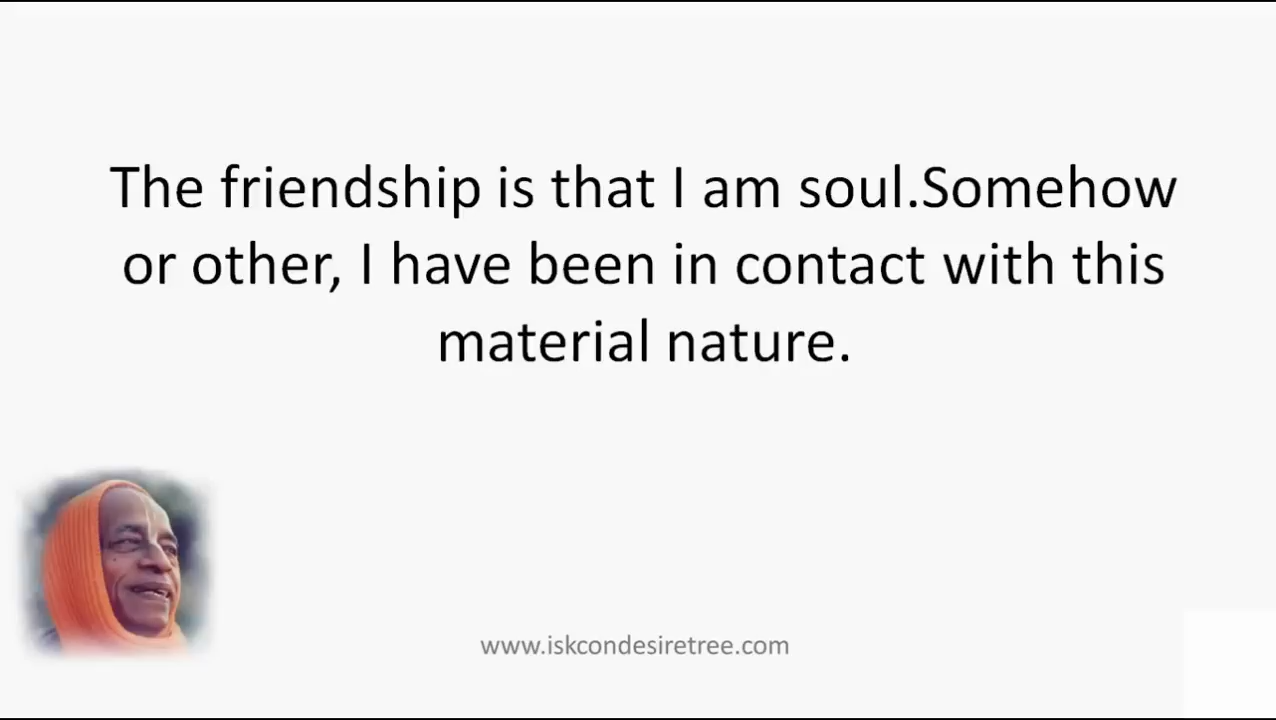 The friendship is that I am soul.Somehow
or other, I have been in contact with this
material nature.
www.iskcondesiretree.com